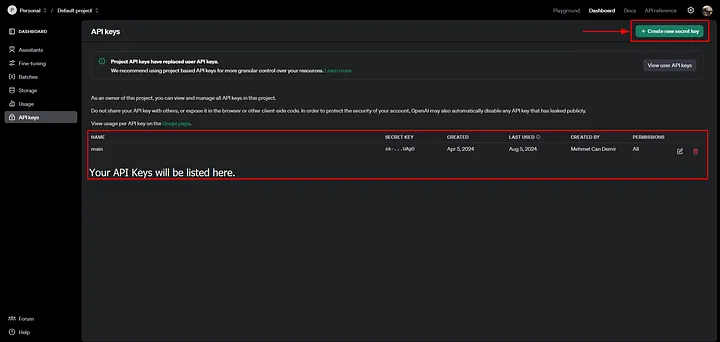 P Personal / Default project Playground Dashboard Docs API reference
DASHBOARD
API keys
+ Create new secret key
Assistants
Fine-tuning
Batches
Storage
Usage
API keys
Project API keys have replaced user API keys.
We recommend using project based API keys for more granular control over your resources. Learn more
View user API keys
As an owner of this project, you can view and manage all API keys in this project.
Do not share your API key with others, or expose it in the browser or other client-side code. In order to protect the security of your account, OpenAI may also automatically disable any API key that has leaked publicly.
View usage per API key on the Usage page.
NAME SECRET KEY CREATED LAST USED CREATED BY PERMISSIONS
main sk-...UAgO Apr 5, 2024 Aug 5, 2024 Mehmet Can Demir All
Your API Keys will be listed here.
Forum
Help